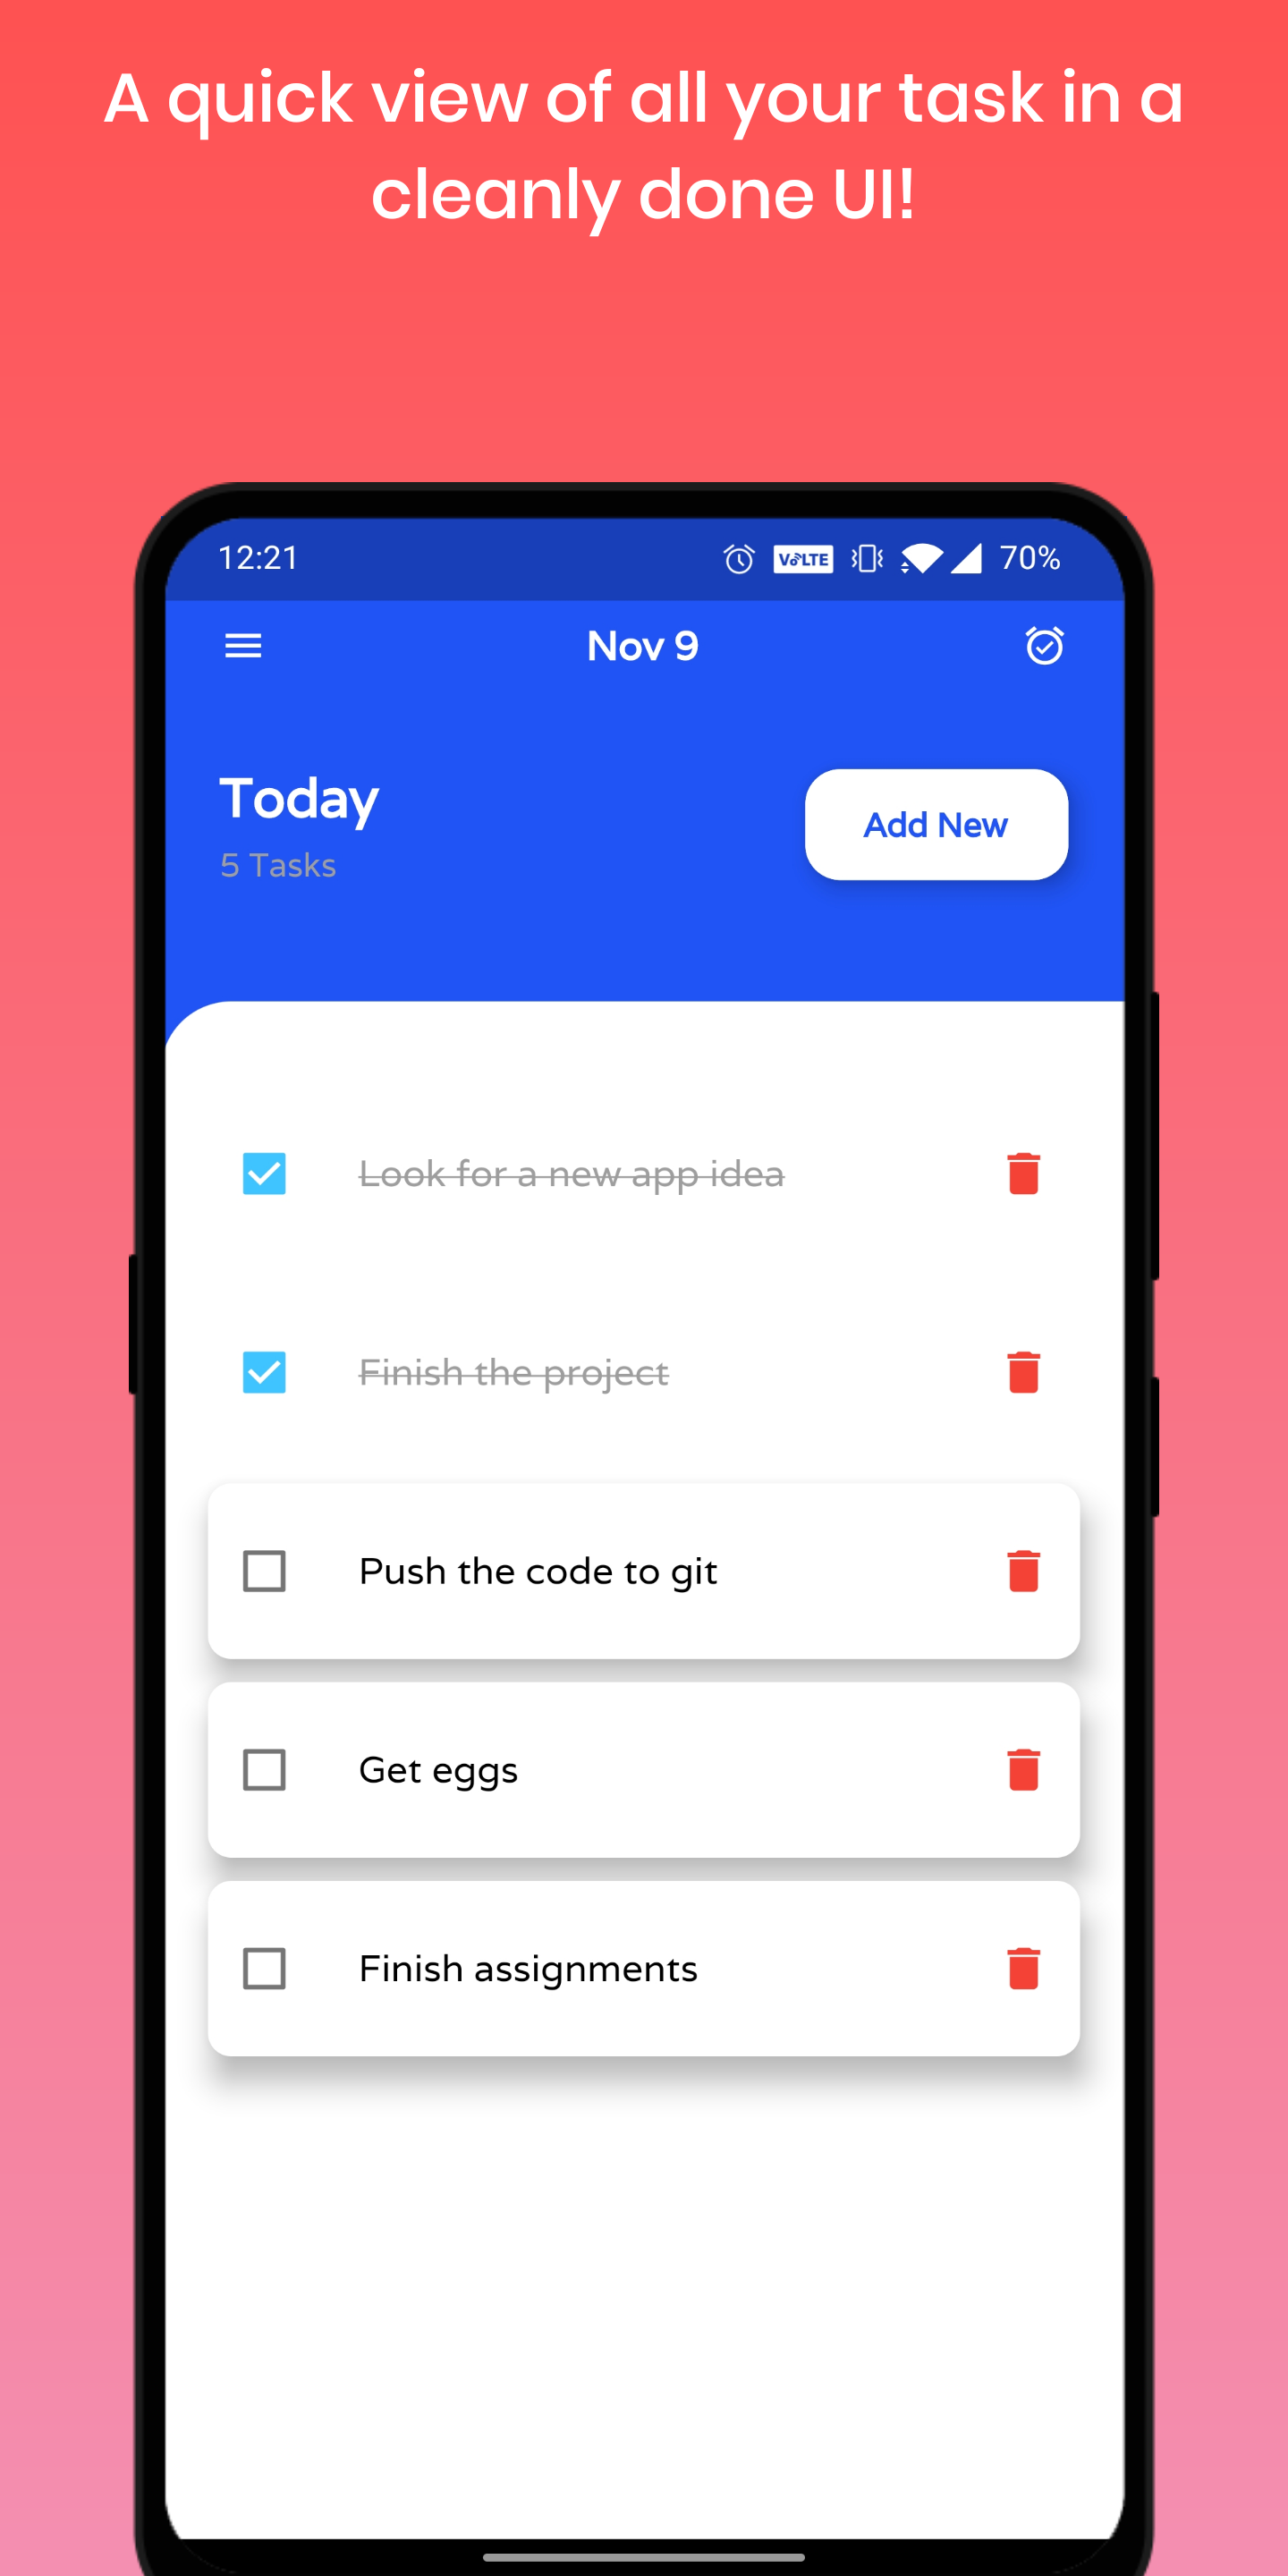 A quick view of all your task in a
cleanly done UI!
12:21
VoLTE
70%
Nov 9
Today
Add New
5 Tasks
Look for a new app idea
Finish the project
Push the code to git
Get eggs
Finish assignments